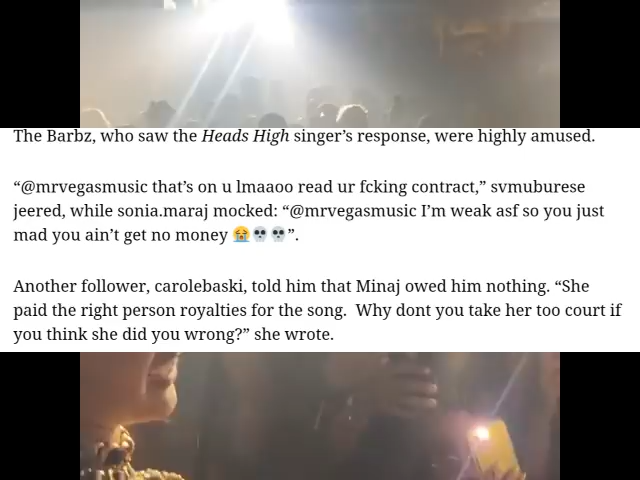 The Barbz, who saw the Heads High singer’s response, were highly amused.
“@mrvegasmusic that’s on u lmaaoo read ur fcking contract,” svmuburese
jeered, while sonia.maraj mocked: “@mrvegasmusic I’m weak asf so you just
mad you ain’t get no money 😭💀💀”.
Another follower, carolebaski, told him that Minaj owed him nothing. “She
paid the right person royalties for the song.  Why dont you take her too court if
you think she did you wrong?” she wrote.